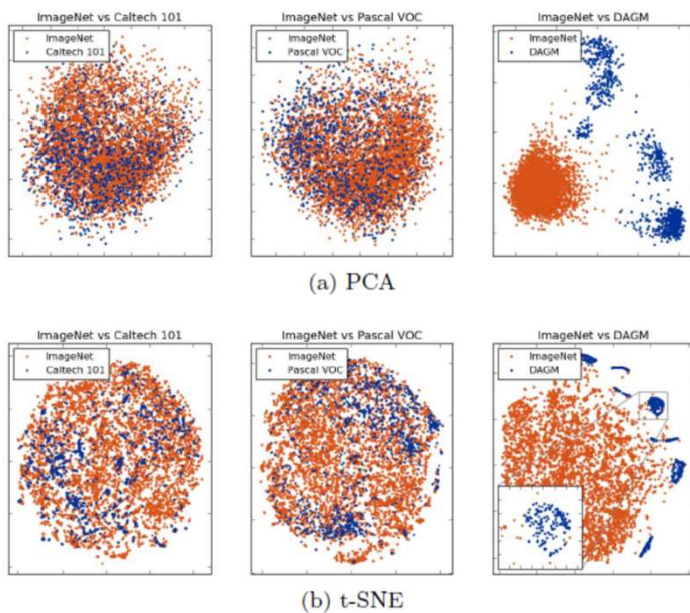 ImageNet vs Caltech 101
ImageNet
Caltech 101
ImageNet vs Pascal VOC
ImageNet
Pascal VOC
ImageNet vs DAGM
ImageNet
DAGM
(a) PCA
ImageNet vs Caltech 101
ImageNet
Caltech 101
ImageNet vs Pascal VOC
ImageNet
Pascal VOC
ImageNet vs DAGM
ImageNet
DAGM
(b) t-SNE